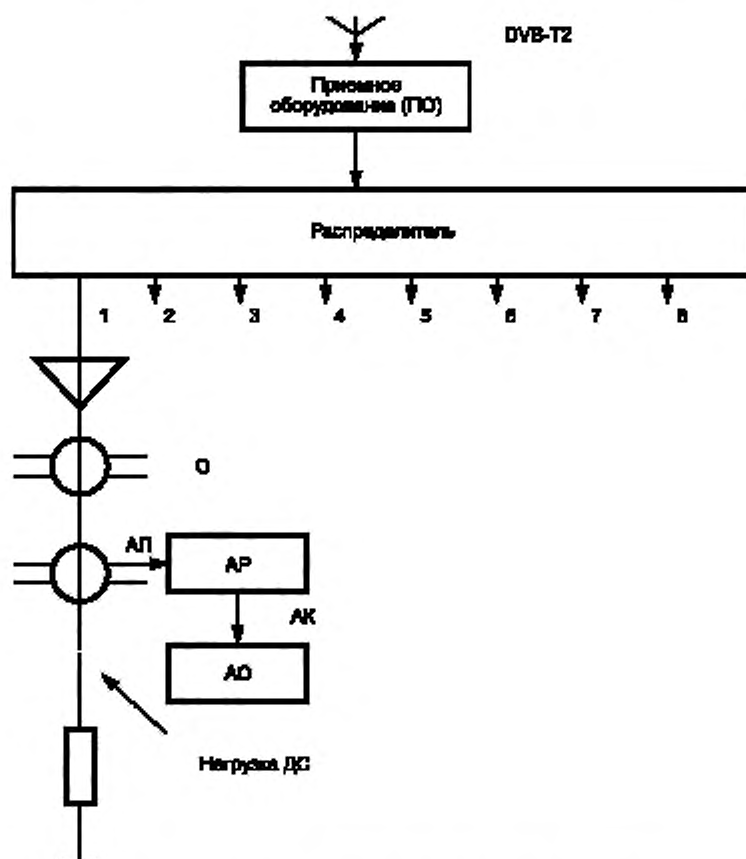 DVB-T2
Приемное
оборудование (ПО)
Распределитель
1 2 3 4 5 6 7 8
О
АП
АР
АК
АО
Нагрузка ДС